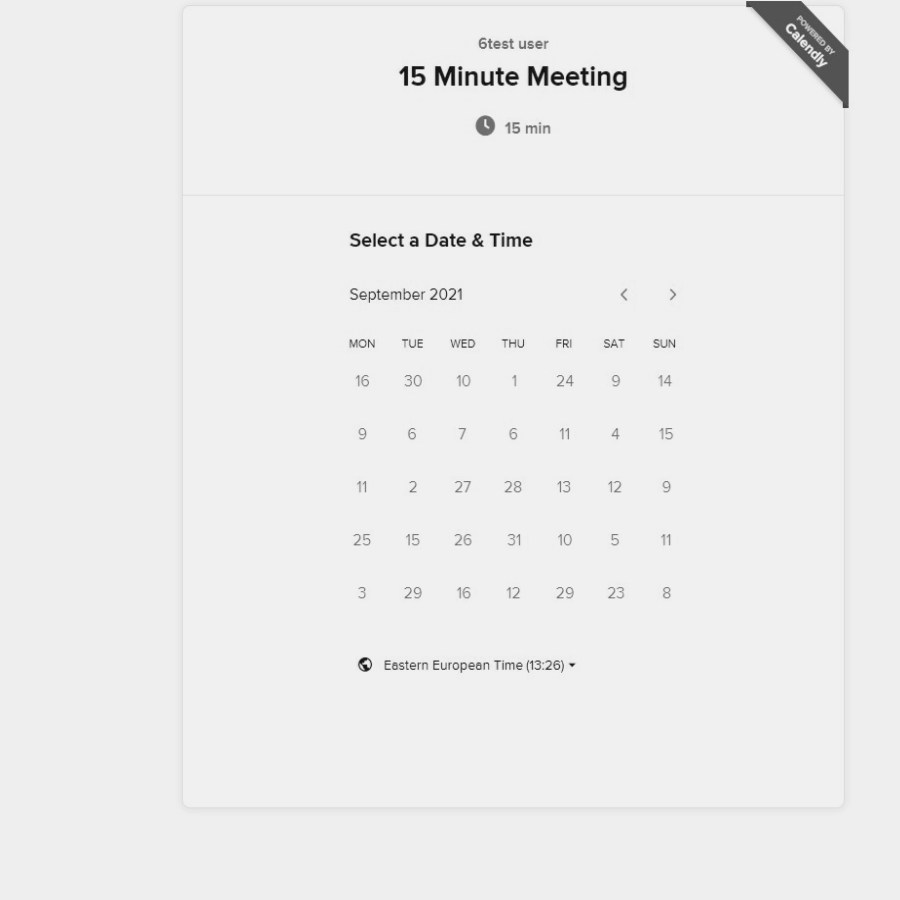 POWERED BY
Calendly
6test user
15 Minute Meeting
15 min
Select a Date & Time
September 2021
MON TUE WED THU FRI SAT SUN
16 30 10 1 24 9 14
9 6 7 6 11 4 15
11 2 27 28 13 12 9
25 15 26 31 10 5 11
3 29 16 12 29 23 8
Eastern European Time (13:26)